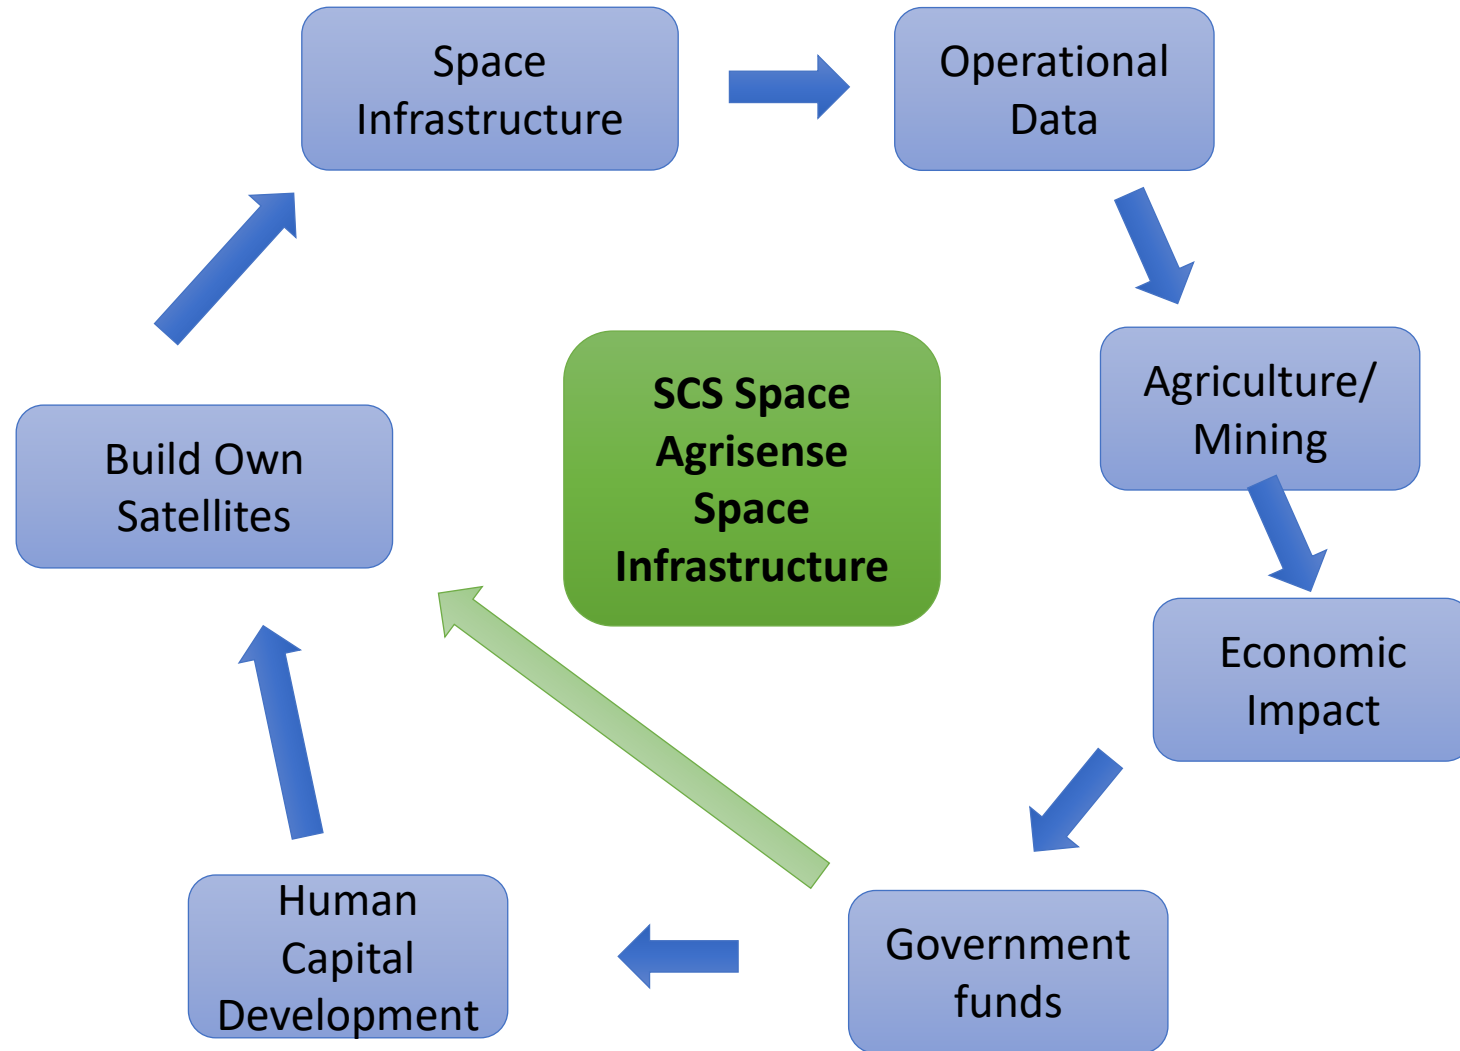 Space
Infrastructure
Operational
Data
Agriculture/
Mining
Economic
Impact
Government
funds
Human
Capital
Development
Build Own
Satellites
SCS Space
Agrisense
Space
Infrastructure